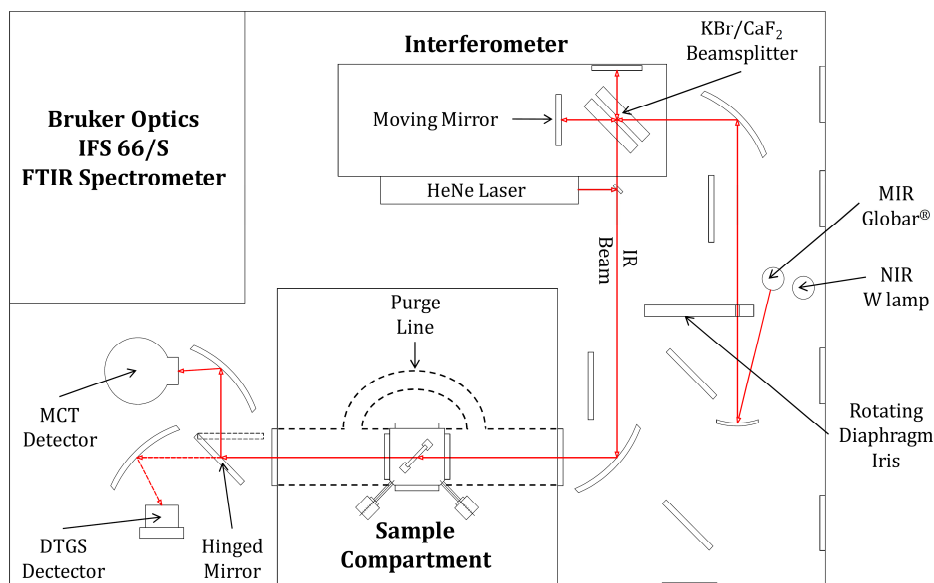 Interferometer
KBr/CaF₂
Beamsplitter
Bruker Optics
IFS 66/S
FTIR Spectrometer
Moving Mirror
HeNe Laser
MIR
Globar®
NIR
W lamp
IR
Beam
Purge
Line
MCT
Detector
Rotating
Diaphragm
Iris
DTGS
Dectector
Hinged
Mirror
Sample
Compartment